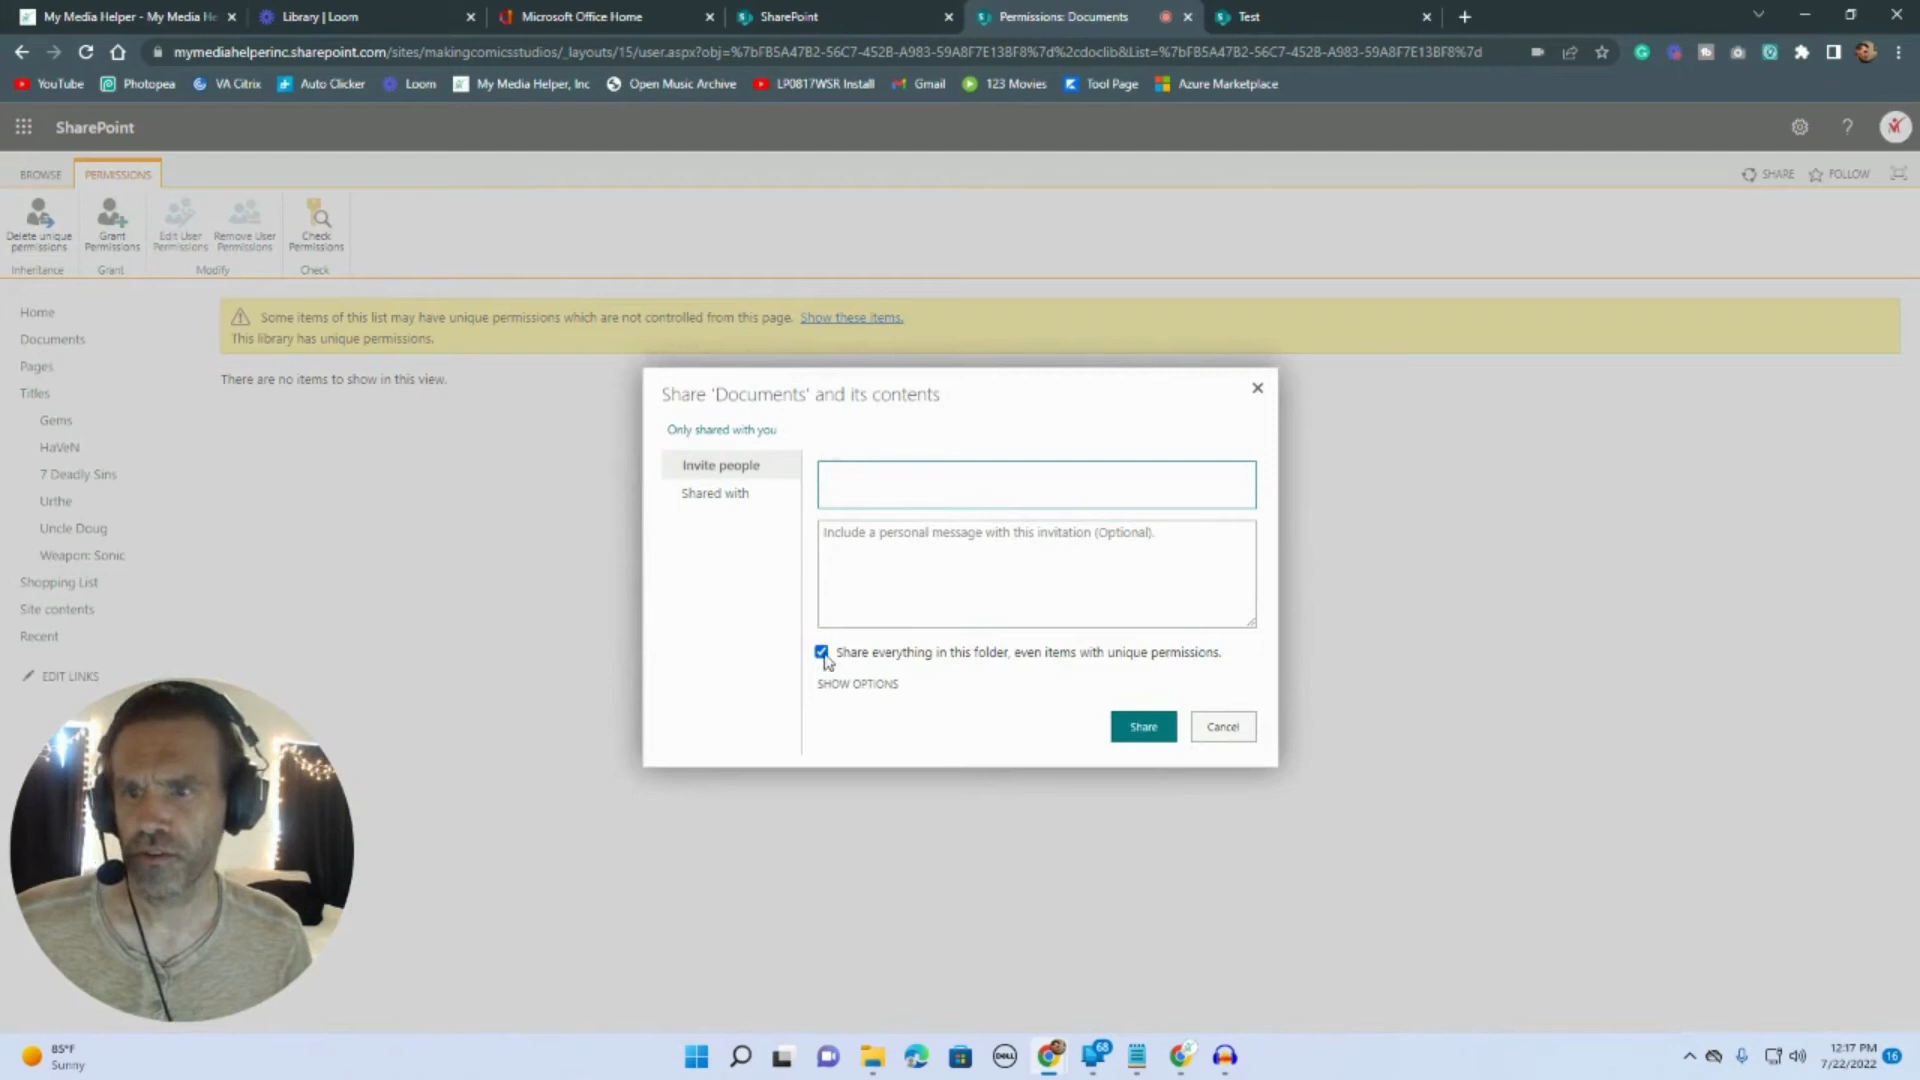 My Media Helper - My Media He
Library | Loom
Microsoft Office Home
SharePoint
Permissions: Documents
Test
mymediahelperinc.sharepoint.com/sites/makingcomicsstudios/_layouts/15/user.aspx?obj=%7bFB5A47B2-56C7-452B-A983-59A8F7E13BF8%7d%2cdoclib&List=%7bFB5A47B2-56C7-452B-A983-59A8F7E13BF8%7d
YouTube
Photopea
VA Citrix
Auto Clicker
Loom
My Media Helper, Inc
Open Music Archive
LP0817WSR Install
Gmail
123 Movies
Tool Page
Azure Marketplace
SharePoint
BROWSE
PERMISSIONS
SHARE
FOLLOW
Delete unique permissions
Grant Permissions
Edit User Permissions
Remove User Permissions
Check Permissions
Inheritance
Grant
Modify
Check
Home
Documents
Pages
Titles
Gems
HaVeN
7 Deadly Sins
Urthe
Uncle Doug
Weapon: Sonic
Shopping List
Site contents
Recent
EDIT LINKS
Some items of this list may have unique permissions which are not controlled from this page. Show these items.
This library has unique permissions.
There are no items to show in this view.
Share 'Documents' and its contents
Only shared with you
Invite people
Shared with
Include a personal message with this invitation (Optional).
Share everything in this folder, even items with unique permissions.
SHOW OPTIONS
Share
Cancel
85°F
Sunny
DELL
68
12:17 PM
7/22/2022
16